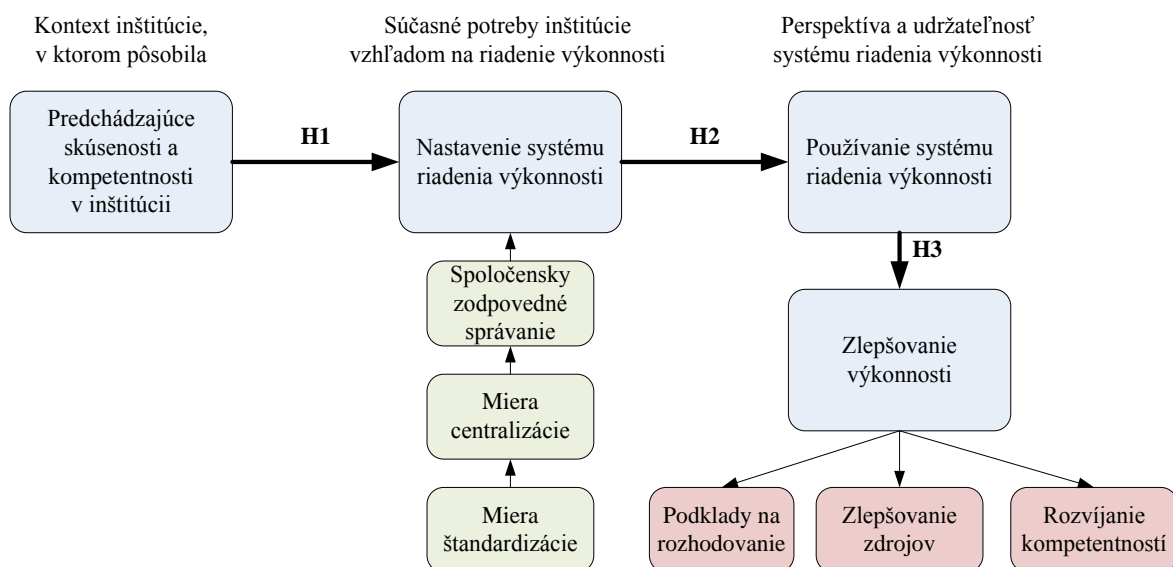 Kontext inštitúcie,
v ktorom pôsobila
Súčasné potreby inštitúcie
vzhľadom na riadenie výkonnosti
Perspektíva a udržateľnosť
systému riadenia výkonnosti
Predchádzajúce
skúsenosti a
kompetentnosti
v inštitúcii
H1
Nastavenie systému
riadenia výkonnosti
H2
Používanie systému
riadenia výkonnosti
H3
Spoločensky
zodpovedné
správanie
Zlepšovanie
výkonnosti
Miera
centralizácie
Miera
štandardizácie
Podklady na
rozhodovanie
Zlepšovanie
zdrojov
Rozvíjanie
kompetentností